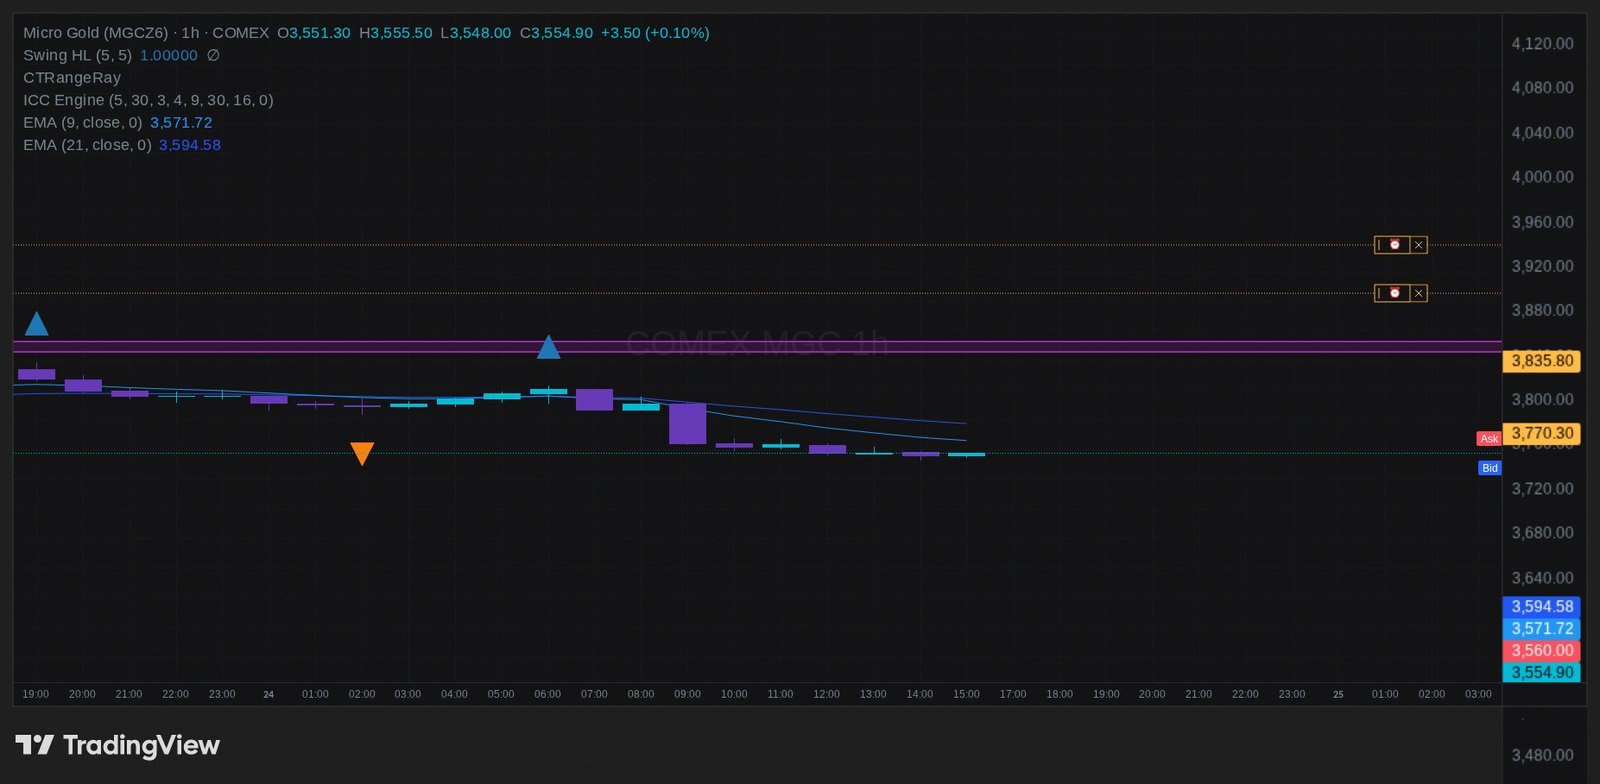 Micro Gold (MGCZ6) · 1h · COMEX O3,551.30 H3,555.50 L3,548.00 C3,554.90 +3.50 (+0.10%)
Swing HL (5, 5) 1.00000 ∅
CTRangeRay
ICC Engine (5, 30, 3, 4, 9, 30, 16, 0)
EMA (9, close, 0) 3,571.72
EMA (21, close, 0) 3,594.58
COMEX MGC 1h
4,120.00
4,080.00
4,040.00
4,000.00
3,960.00
3,920.00
3,880.00
3,835.80
3,800.00
Ask
3,770.30
Bid
3,720.00
3,680.00
3,640.00
3,594.58
3,571.72
3,560.00
3,554.90
19:00 20:00 21:00 22:00 23:00 24 01:00 02:00 03:00 04:00 05:00 06:00 07:00 08:00 09:00 10:00 11:00 12:00 13:00 14:00 15:00 17:00 18:00 19:00 20:00 21:00 22:00 23:00 25 01:00 02:00 03:00
TradingView
3,480.00